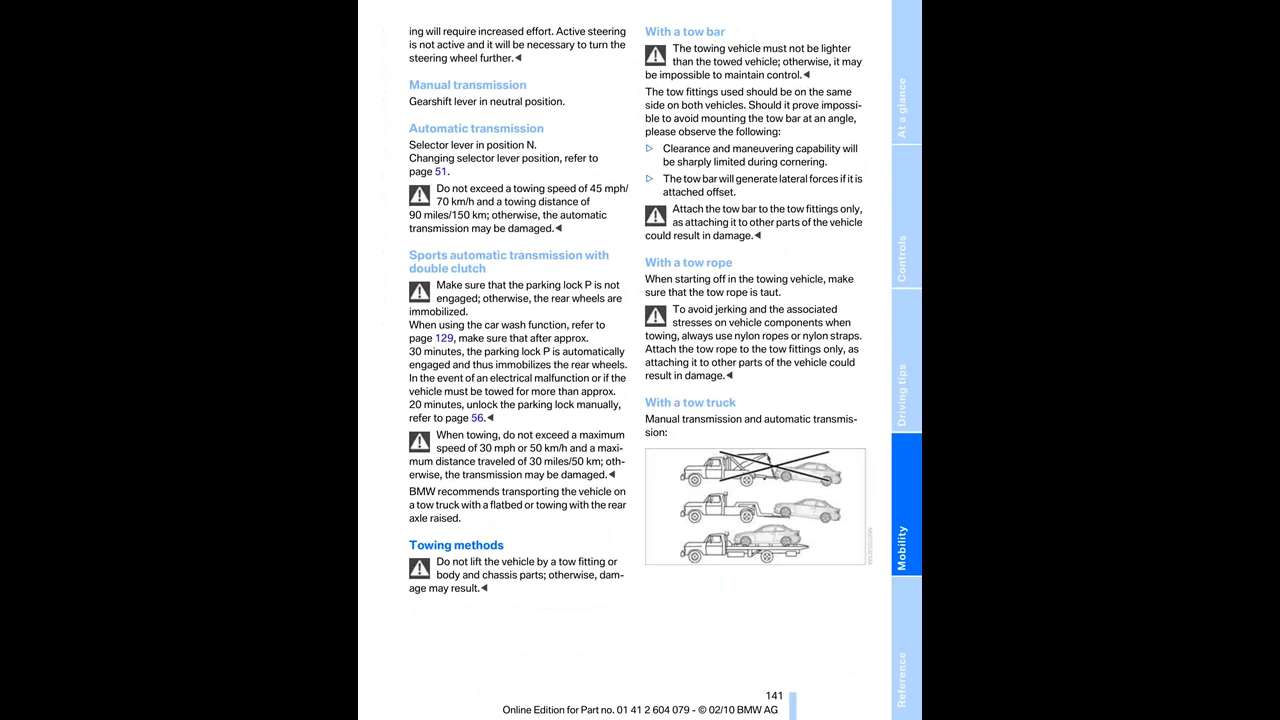 ing will require increased effort. Active steering
is not active and it will be necessary to turn the
steering wheel further.◀
Manual transmission
Gearshift lever in neutral position.
Automatic transmission
Selector lever in position N.
Changing selector lever position, refer to
page 51.
Do not exceed a towing speed of 45 mph/
70 km/h and a towing distance of
90 miles/150 km; otherwise, the automatic
transmission may be damaged.◀
Sports automatic transmission with
double clutch
Make sure that the parking lock P is not
engaged; otherwise, the rear wheels are
immobilized.
When using the car wash function, refer to
page 129, make sure that after approx.
30 minutes, the parking lock P is automatically
engaged and thus immobilizes the rear wheels.
In the event of an electrical malfunction or if the
vehicle must be towed for more than approx.
20 minutes, unlock the parking lock manually,
refer to page 56.◀
When towing, do not exceed a maximum
speed of 30 mph or 50 km/h and a maxi-
mum distance traveled of 30 miles/50 km; oth-
erwise, the transmission may be damaged.◀
BMW recommends transporting the vehicle on
a tow truck with a flatbed or towing with the rear
axle raised.
Towing methods
Do not lift the vehicle by a tow fitting or
body and chassis parts; otherwise, dam-
age may result.◀
With a tow bar
The towing vehicle must not be lighter
than the towed vehicle; otherwise, it may
be impossible to maintain control.◀
The tow fittings used should be on the same
side on both vehicles. Should it prove impossi-
ble to avoid mounting the tow bar at an angle,
please observe the following:
▷ Clearance and maneuvering capability will
be sharply limited during cornering.
▷ The tow bar will generate lateral forces if it is
attached offset.
Attach the tow bar to the tow fittings only,
as attaching it to other parts of the vehicle
could result in damage.◀
With a tow rope
When starting off in the towing vehicle, make
sure that the tow rope is taut.
To avoid jerking and the associated
stresses on vehicle components when
towing, always use nylon ropes or nylon straps.
Attach the tow rope to the tow fittings only, as
attaching it to other parts of the vehicle could
result in damage.◀
With a tow truck
Manual transmission and automatic transmis-
sion:
At a glance
Controls
Driving tips
Mobility
Reference
141
Online Edition for Part no. 01 41 2 604 079 - © 02/10 BMW AG